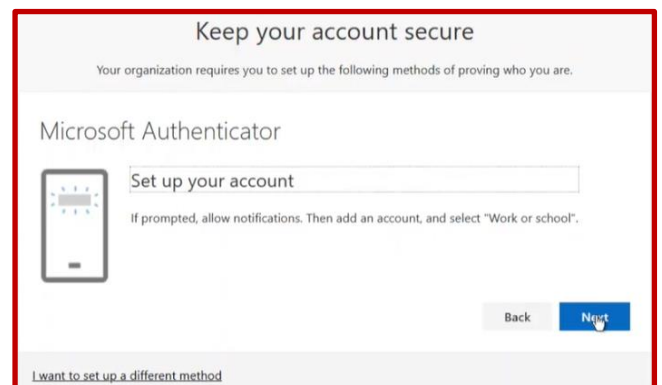 Keep your account secure
Your organization requires you to set up the following methods of proving who you are.
Microsoft Authenticator
Set up your account
If prompted, allow notifications. Then add an account, and select "Work or school".
Back
Next
I want to set up a different method